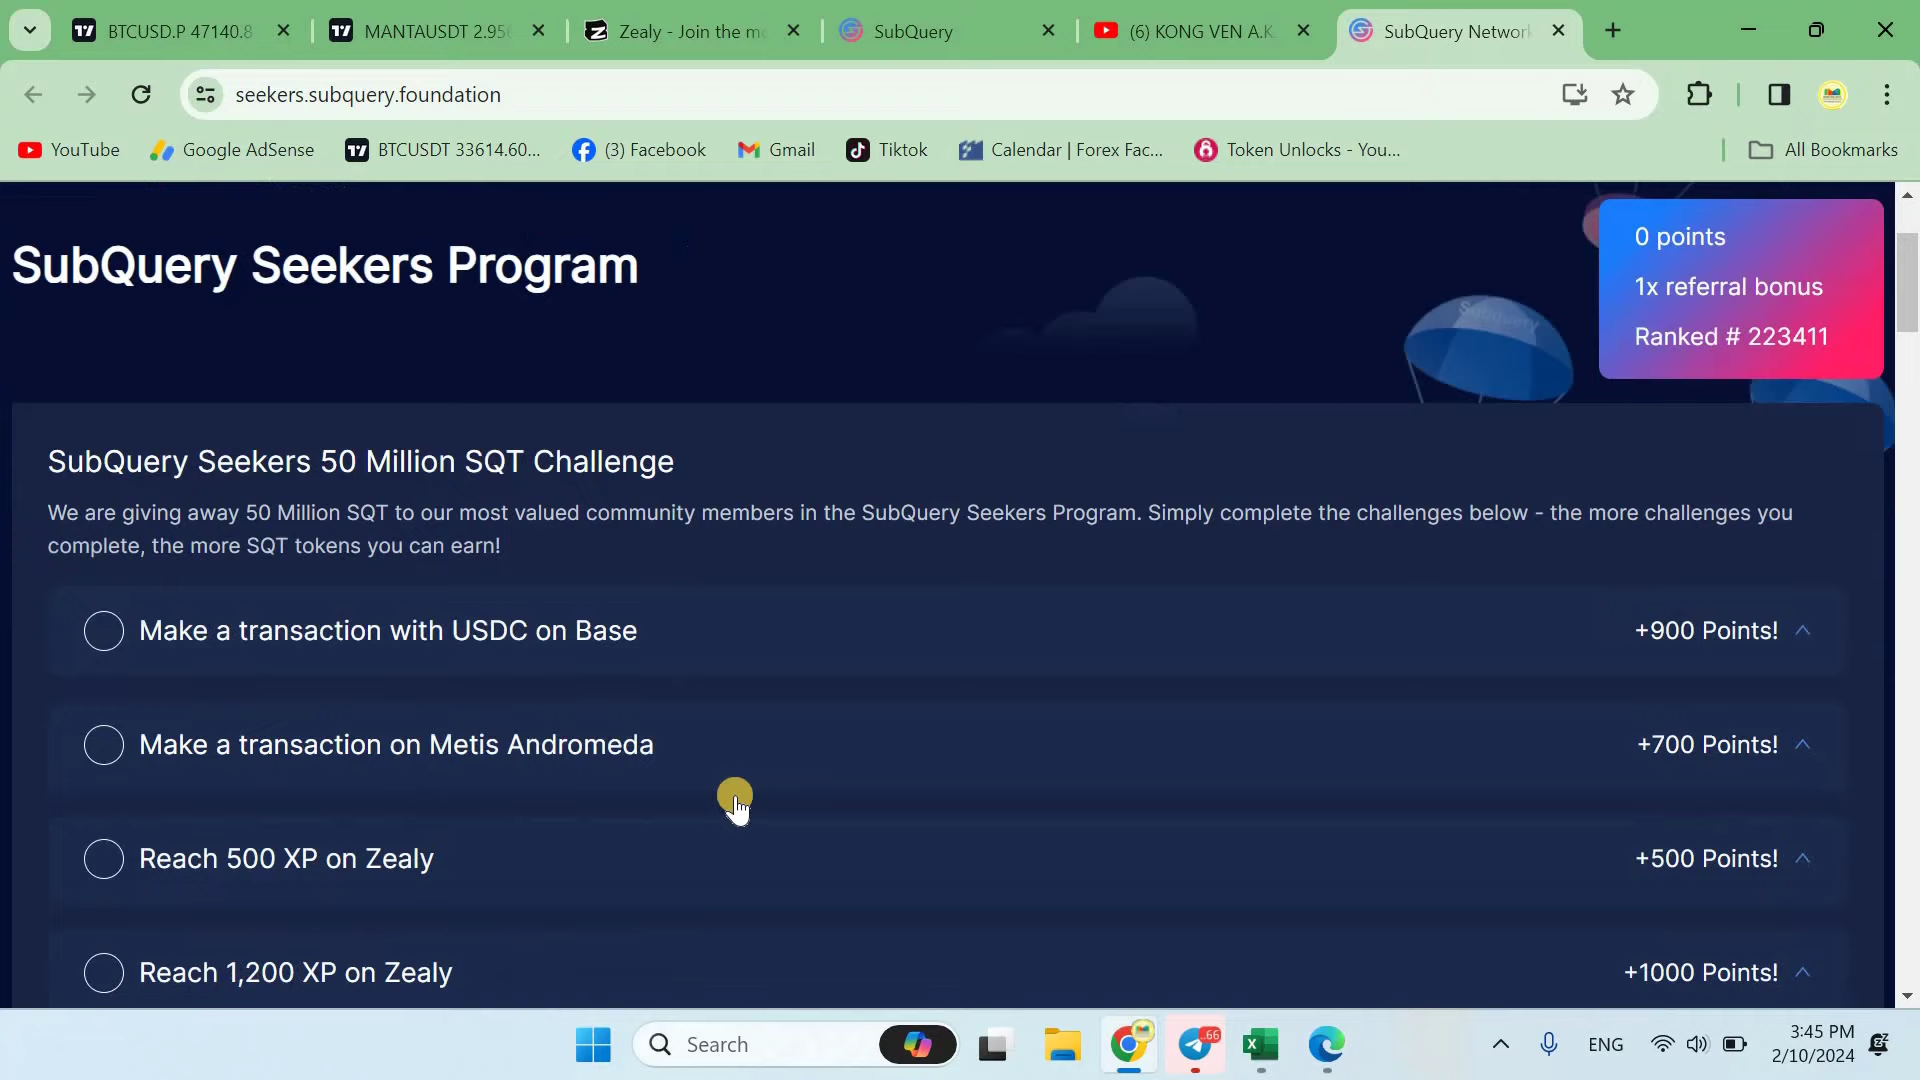 BTCUSD.P 47140.8
MANTAUSDT 2.956
Zealy - Join the mo
SubQuery
(6) KONG VEN A.K.
SubQuery Network
seekers.subquery.foundation
YouTube
Google AdSense
BTCUSDT 33614.60...
(3) Facebook
Gmail
Tiktok
Calendar | Forex Fac...
Token Unlocks - You...
All Bookmarks
SubQuery Seekers Program
0 points
1x referral bonus
Ranked # 223411
SubQuery
SubQuery Seekers 50 Million SQT Challenge
We are giving away 50 Million SQT to our most valued community members in the SubQuery Seekers Program. Simply complete the challenges below - the more challenges you
complete, the more SQT tokens you can earn!
Make a transaction with USDC on Base
+900 Points!
Make a transaction on Metis Andromeda
+700 Points!
Reach 500 XP on Zealy
+500 Points!
Reach 1,200 XP on Zealy
+1000 Points!
Search
..66
ENG
3:45 PM
2/10/2024